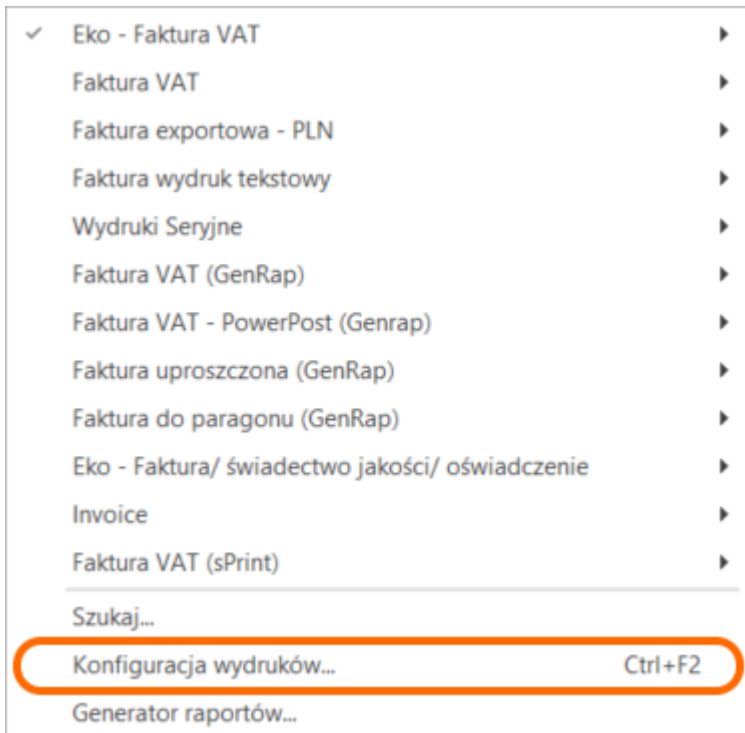 Eko - Faktura VAT
Faktura VAT
Faktura exportowa - PLN
Faktura wydruk tekstowy
Wydruki Seryjne
Faktura VAT (GenRap)
Faktura VAT - PowerPost (Genrap)
Faktura uproszczona (GenRap)
Faktura do paragonu (GenRap)
Eko - Faktura/ świadectwo jakości/ oświadczenie
Invoice
Faktura VAT (sPrint)
Szukaj...
Konfiguracja wydruków... Ctrl+F2
Generator raportów...